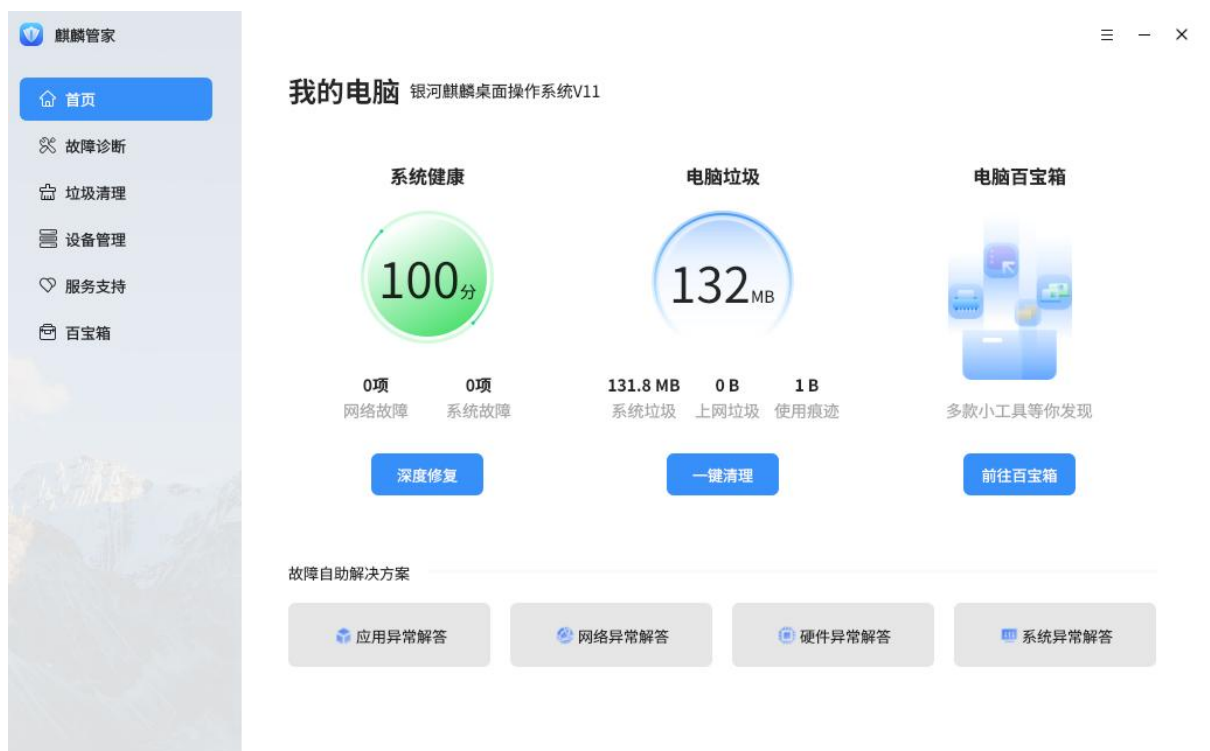 麒麟管家
首页
故障诊断
垃圾清理
设备管理
服务支持
百宝箱
我的电脑 银河麒麟桌面操作系统V11
系统健康
100分
0项 0项
网络故障 系统故障
深度修复
电脑垃圾
132MB
131.8 MB 0 B 1 B
系统垃圾 上网垃圾 使用痕迹
一键清理
电脑百宝箱
多款小工具等你发现
前往百宝箱
故障自助解决方案
应用异常解答 网络异常解答 硬件异常解答 系统异常解答